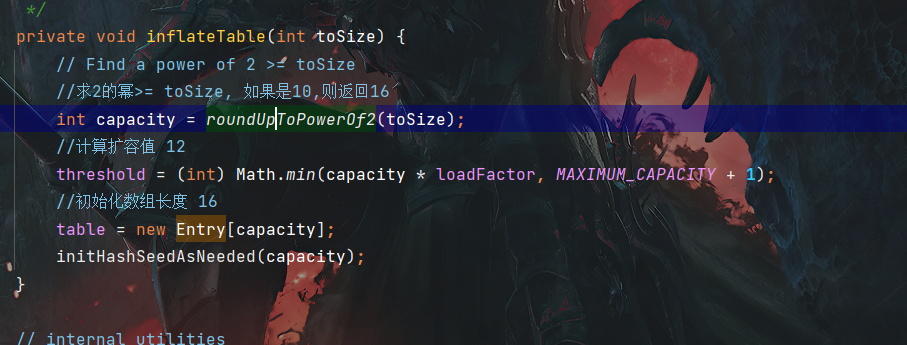 */
private void inflateTable(int toSize) {
// Find a power of 2 >= toSize
//求2的幂>= toSize, 如果是10,则返回16
int capacity = roundUpToPowerOf2(toSize);
//计算扩容值 12
threshold = (int) Math.min(capacity * loadFactor, MAXIMUM_CAPACITY + 1);
//初始化数组长度 16
table = new Entry[capacity];
initHashSeedAsNeeded(capacity);
}
// internal utilities